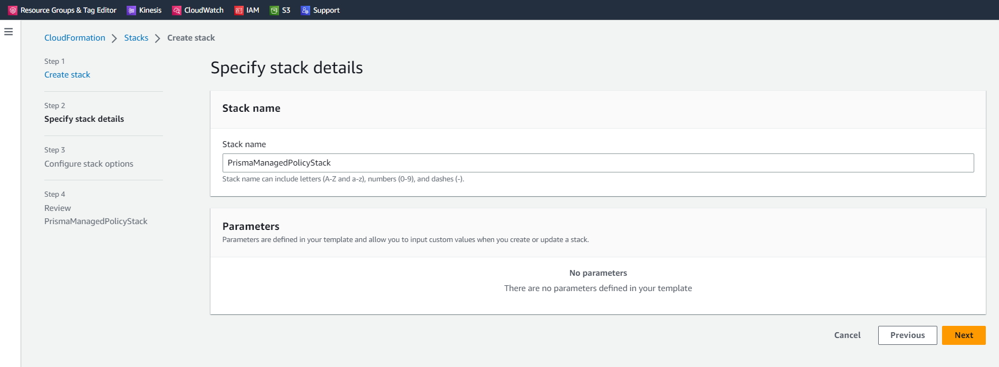 Resource Groups & Tag Editor Kinesis CloudWatch IAM S3 Support
CloudFormation Stacks Create stack
Step 1
Create stack
Step 2
Specify stack details
Step 3
Configure stack options
Step 4
Review
PrismaManagedPolicyStack
Specify stack details
Stack name
Stack name
PrismaManagedPolicyStack
Stack name can include letters (A-Z and a-z), numbers (0-9), and dashes (-).
Parameters
Parameters are defined in your template and allow you to input custom values when you create or update a stack.
No parameters
There are no parameters defined in your template
Cancel Previous Next